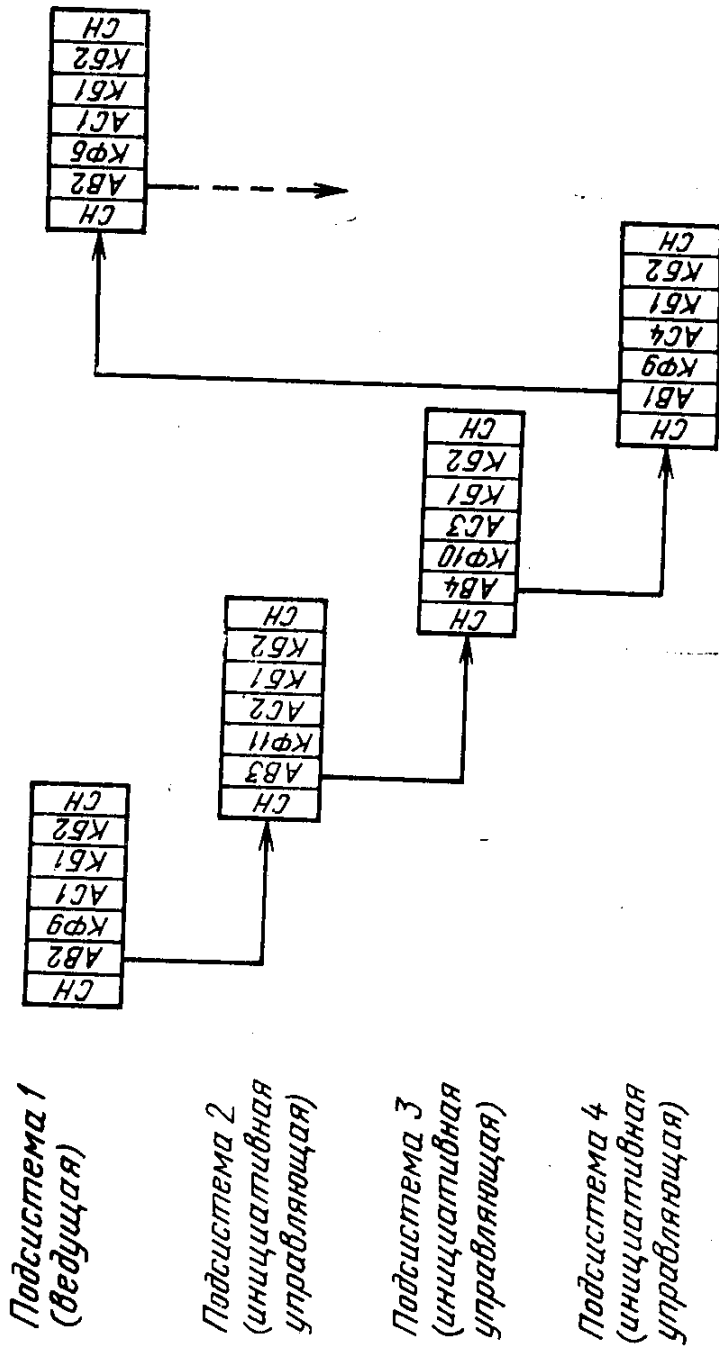 Подсистема 1
(ведущая)
СН
АВ2
КФ9
АС1
КБ1
КБ2
СН
СН
АВ2
КФ5
АС1
КБ1
КБ2
СН
Подсистема 2
(инициативная
управляющая)
СН
АВ3
КФ11
АС2
КБ1
КБ2
СН
Подсистема 3
(инициативная
управляющая)
СН
АВ4
КФ10
АС3
КБ1
КБ2
СН
Подсистема 4
(инициативная
управляющая)
СН
АВ1
КФ9
АС4
КБ1
КБ2
СН